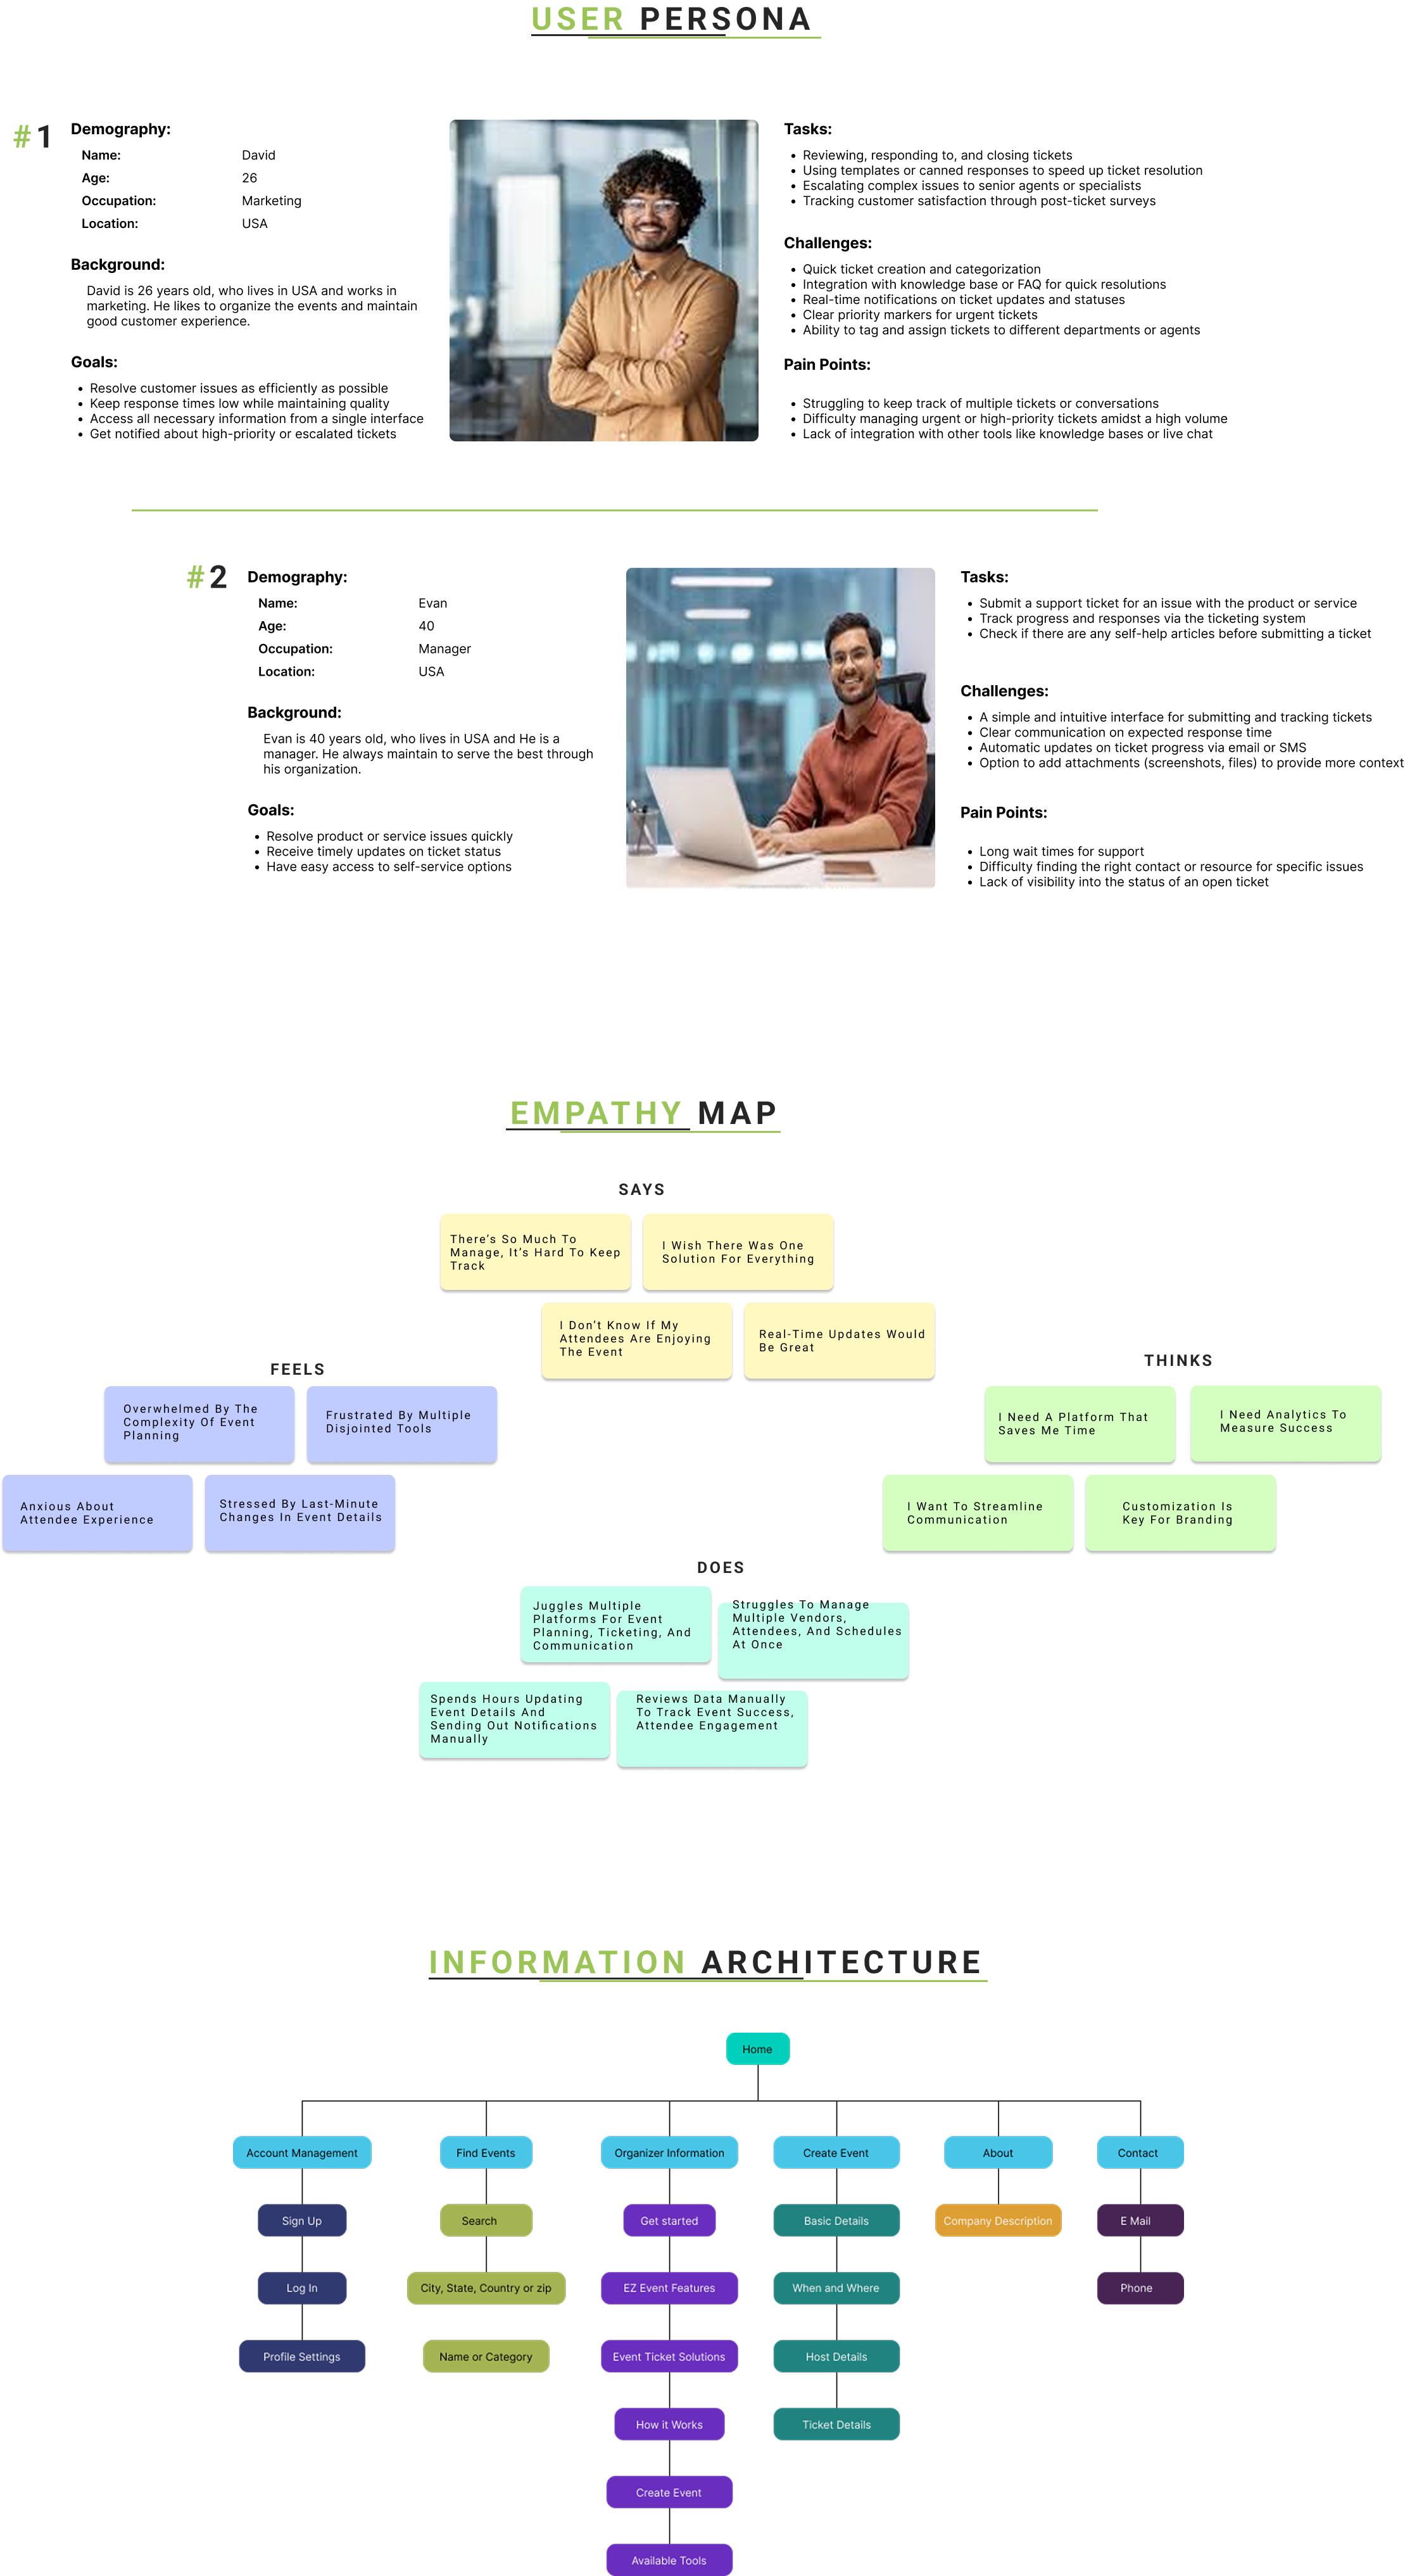 USER PERSONA
#1
Demography:
Name: David
Age: 26
Occupation: Marketing
Location: USA
Background:
David is 26 years old, who lives in USA and works in
marketing. He likes to organize the events and maintain
good customer experience.
Goals:
• Resolve customer issues as efficiently as possible
• Keep response times low while maintaining quality
• Access all necessary information from a single interface
• Get notified about high-priority or escalated tickets
Tasks:
• Reviewing, responding to, and closing tickets
• Using templates or canned responses to speed up ticket resolution
• Escalating complex issues to senior agents or specialists
• Tracking customer satisfaction through post-ticket surveys
Challenges:
• Quick ticket creation and categorization
• Integration with knowledge base or FAQ for quick resolutions
• Real-time notifications on ticket updates and statuses
• Clear priority markers for urgent tickets
• Ability to tag and assign tickets to different departments or agents
Pain Points:
• Struggling to keep track of multiple tickets or conversations
• Difficulty managing urgent or high-priority tickets amidst a high volume
• Lack of integration with other tools like knowledge bases or live chat
#2
Demography:
Name: Evan
Age: 40
Occupation: Manager
Location: USA
Background:
Evan is 40 years old, who lives in USA and He is a
manager. He always maintain to serve the best through
his organization.
Goals:
• Resolve product or service issues quickly
• Receive timely updates on ticket status
• Have easy access to self-service options
Tasks:
• Submit a support ticket for an issue with the product or service
• Track progress and responses via the ticketing system
• Check if there are any self-help articles before submitting a ticket
Challenges:
• A simple and intuitive interface for submitting and tracking tickets
• Clear communication on expected response time
• Automatic updates on ticket progress via email or SMS
• Option to add attachments (screenshots, files) to provide more context
Pain Points:
• Long wait times for support
• Difficulty finding the right contact or resource for specific issues
• Lack of visibility into the status of an open ticket
EMPATHY MAP
SAYS
There's So Much To
Manage, It's Hard To Keep
Track
I Wish There Was One
Solution For Everything
I Don't Know If My
Attendees Are Enjoying
The Event
Real-Time Updates Would
Be Great
FEELS
Overwhelmed By The
Complexity Of Event
Planning
Frustrated By Multiple
Disjointed Tools
Anxious About
Attendee Experience
Stressed By Last-Minute
Changes In Event Details
THINKS
I Need A Platform That
Saves Me Time
I Need Analytics To
Measure Success
I Want To Streamline
Communication
Customization Is
Key For Branding
DOES
Juggles Multiple
Platforms For Event
Planning, Ticketing, And
Communication
Struggles To Manage
Multiple Vendors,
Attendees, And Schedules
At Once
Spends Hours Updating
Event Details And
Sending Out Notifications
Manually
Reviews Data Manually
To Track Event Success,
Attendee Engagement
INFORMATION ARCHITECTURE
Home
Account Management
Sign Up
Log In
Profile Settings
Find Events
Search
City, State, Country or zip
Name or Category
Organizer Information
Get started
EZ Event Features
Event Ticket Solutions
How it Works
Create Event
Available Tools
Create Event
Basic Details
When and Where
Host Details
Ticket Details
About
Company Description
Contact
E Mail
Phone